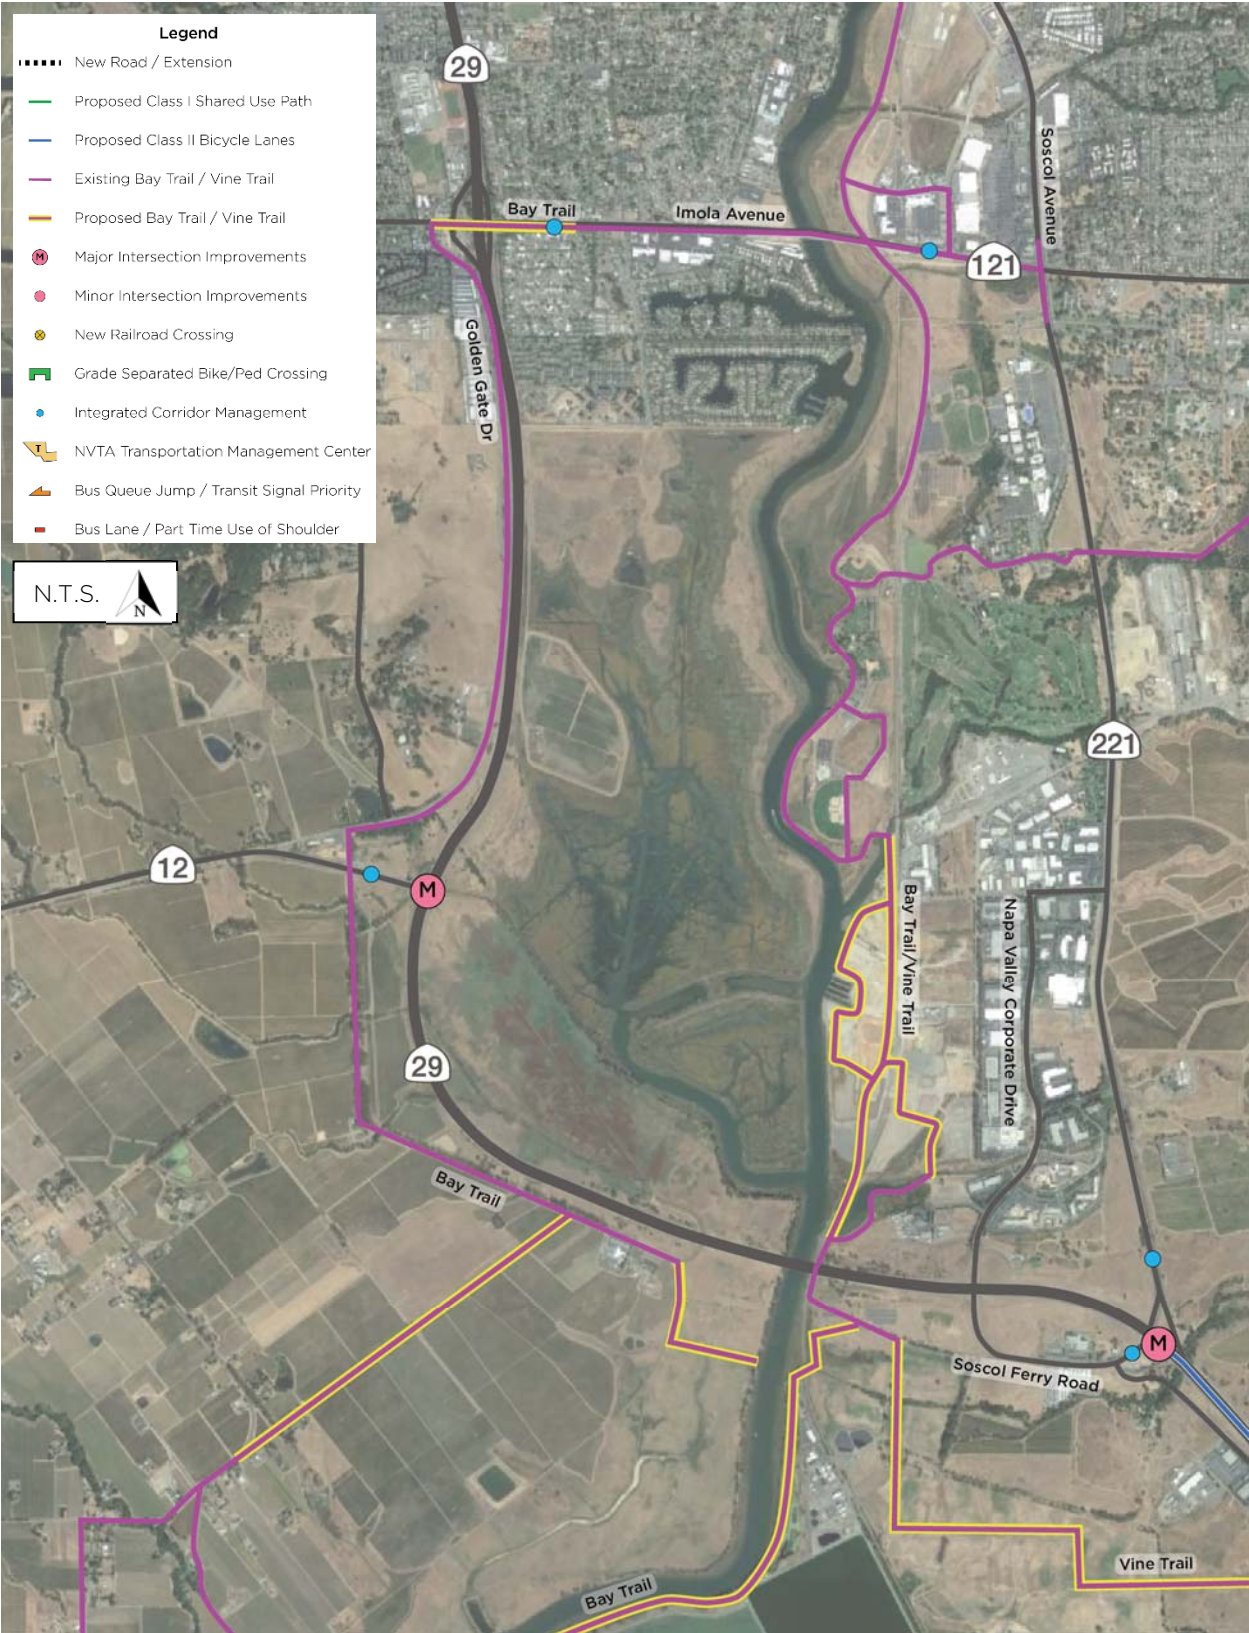 Legend
New Road / Extension
Proposed Class I Shared Use Path
Proposed Class II Bicycle Lanes
Existing Bay Trail / Vine Trail
Proposed Bay Trail / Vine Trail
M
Major Intersection Improvements
Minor Intersection Improvements
New Railroad Crossing
Grade Separated Bike/Ped Crossing
Integrated Corridor Management
T
NVTA Transportation Management Center
Bus Queue Jump / Transit Signal Priority
Bus Lane / Part Time Use of Shoulder
N.T.S.
N
29
Soscol Avenue
Bay Trail
Imola Avenue
121
Golden Gate Dr
221
12
M
Bay Trail/Vine Trail
Napa Valley Corporate Drive
29
Bay Trail
M
Soscol Ferry Road
Vine Trail
Bay Trail